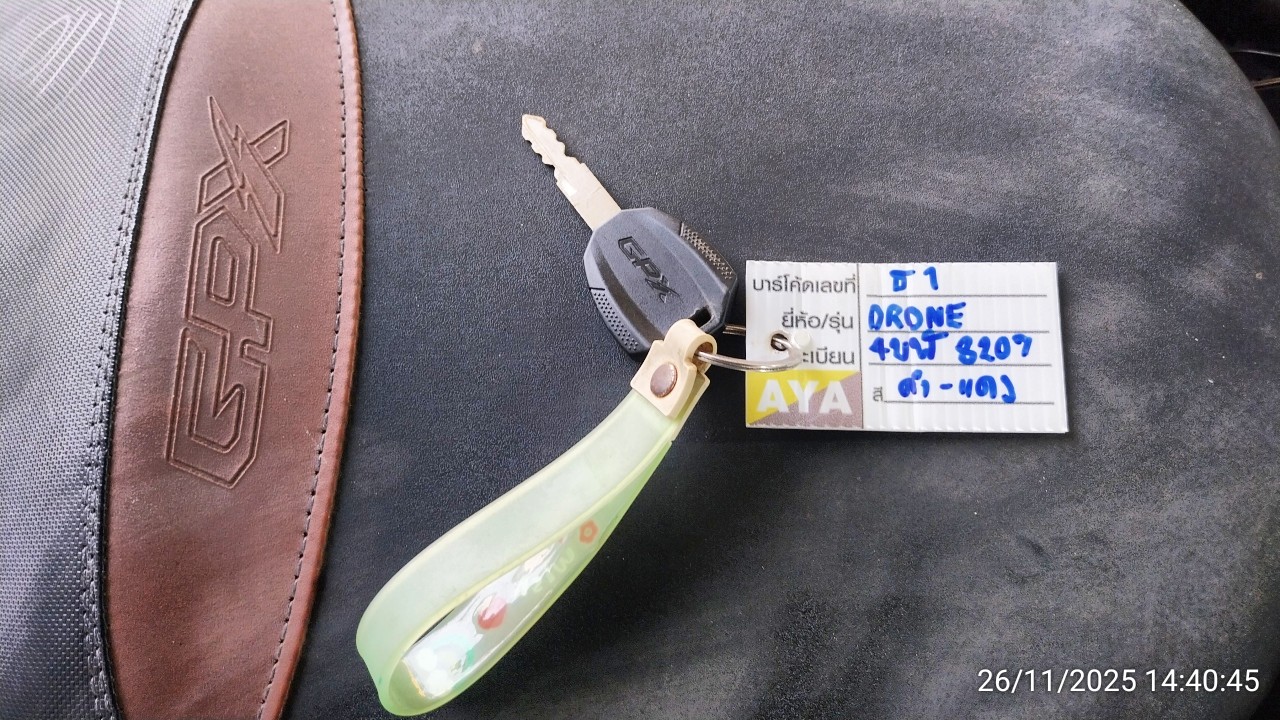 GPX
GPX
บาร์โค้ดเลขที่ ธ 1
ยี่ห้อ/รุ่น DRONE
ะเบียน 4ขฬ 8207
สี ดำ-แดง
AYA
26/11/2025 14:40:45